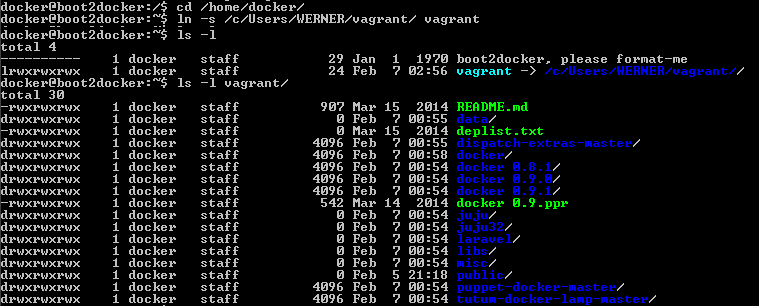 docker@boot2docker:/$ cd /home/docker/
docker@boot2docker:~$ ln -s /c/Users/WERNER/vagrant/ vagrant
docker@boot2docker:~$ ls -l
total 4
---------- 1 docker staff 29 Jan 1 1970 boot2docker, please format-me
lrwxrwxrwx 1 docker staff 24 Feb 7 02:56 vagrant -> /c/Users/WERNER/vagrant//
docker@boot2docker:~$ ls -l vagrant/
total 30
-rwxrwxrwx 1 docker staff 907 Mar 15 2014 README.md
drwxrwxrwx 1 docker staff 0 Feb 7 00:55 data/
-rwxrwxrwx 1 docker staff 0 Mar 15 2014 deplist.txt
drwxrwxrwx 1 docker staff 4096 Feb 7 00:55 dispatch-extras-master/
drwxrwxrwx 1 docker staff 4096 Feb 7 00:58 docker/
drwxrwxrwx 1 docker staff 4096 Feb 7 00:54 docker 0.8.1/
drwxrwxrwx 1 docker staff 4096 Feb 7 00:54 docker 0.9.0/
drwxrwxrwx 1 docker staff 4096 Feb 7 00:54 docker 0.9.1/
-rwxrwxrwx 1 docker staff 542 Mar 14 2014 docker 0.9.ppr
drwxrwxrwx 1 docker staff 0 Feb 7 00:54 juju/
drwxrwxrwx 1 docker staff 0 Feb 7 00:54 juju32/
drwxrwxrwx 1 docker staff 0 Feb 7 00:54 laravel/
drwxrwxrwx 1 docker staff 0 Feb 7 00:54 libs/
drwxrwxrwx 1 docker staff 0 Feb 7 00:54 misc/
drwxrwxrwx 1 docker staff 0 Feb 5 21:18 public/
drwxrwxrwx 1 docker staff 4096 Feb 7 00:54 puppet-docker-master/
drwxrwxrwx 1 docker staff 4096 Feb 7 00:54 tutum-docker-lamp-master/